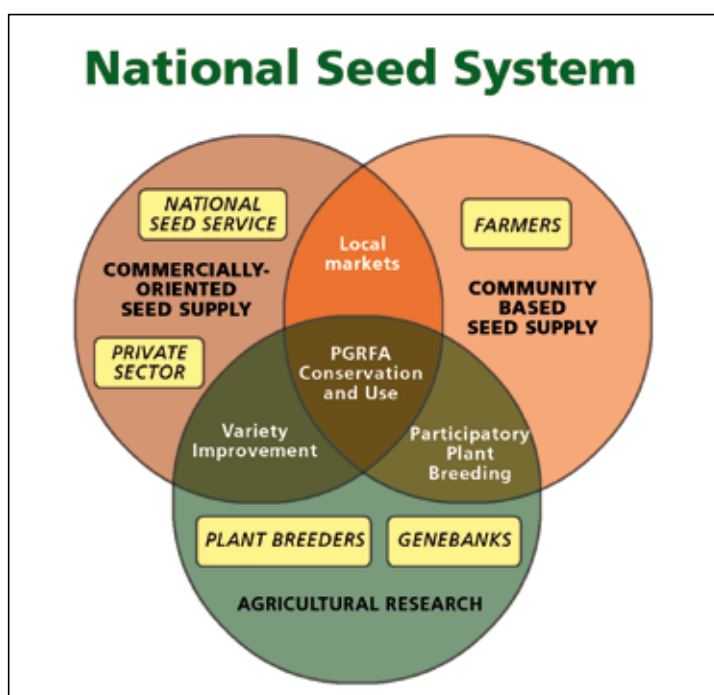 National Seed System
NATIONAL
SEED SERVICE
COMMERCIALLY-
ORIENTED
SEED SUPPLY
PRIVATE
SECTOR
Local
markets
FARMERS
COMMUNITY
BASED
SEED SUPPLY
PGRFA
Conservation
and Use
Variety
Improvement
Participatory
Plant
Breeding
PLANT BREEDERS
GENEBANKS
AGRICULTURAL RESEARCH